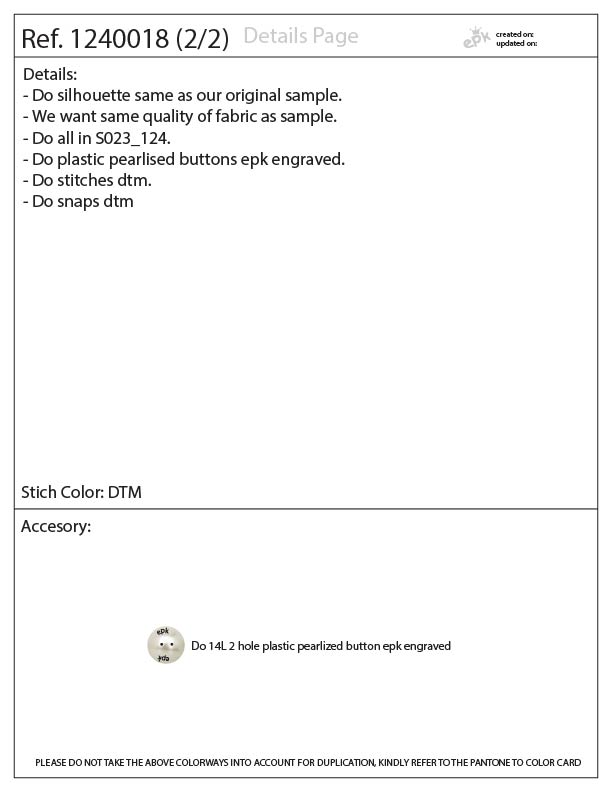 Ref. 1240018 (2/2) Details Page
epk
created on:
updated on:
Details:
- Do silhouette same as our original sample.
- We want same quality of fabric as sample.
- Do all in S023_124.
- Do plastic pearlised buttons epk engraved.
- Do stitches dtm.
- Do snaps dtm
Stich Color: DTM
Accesory:
epk
epk
Do 14L 2 hole plastic pearlized button epk engraved
PLEASE DO NOT TAKE THE ABOVE COLORWAYS INTO ACCOUNT FOR DUPLICATION, KINDLY REFER TO THE PANTONE TO COLOR CARD